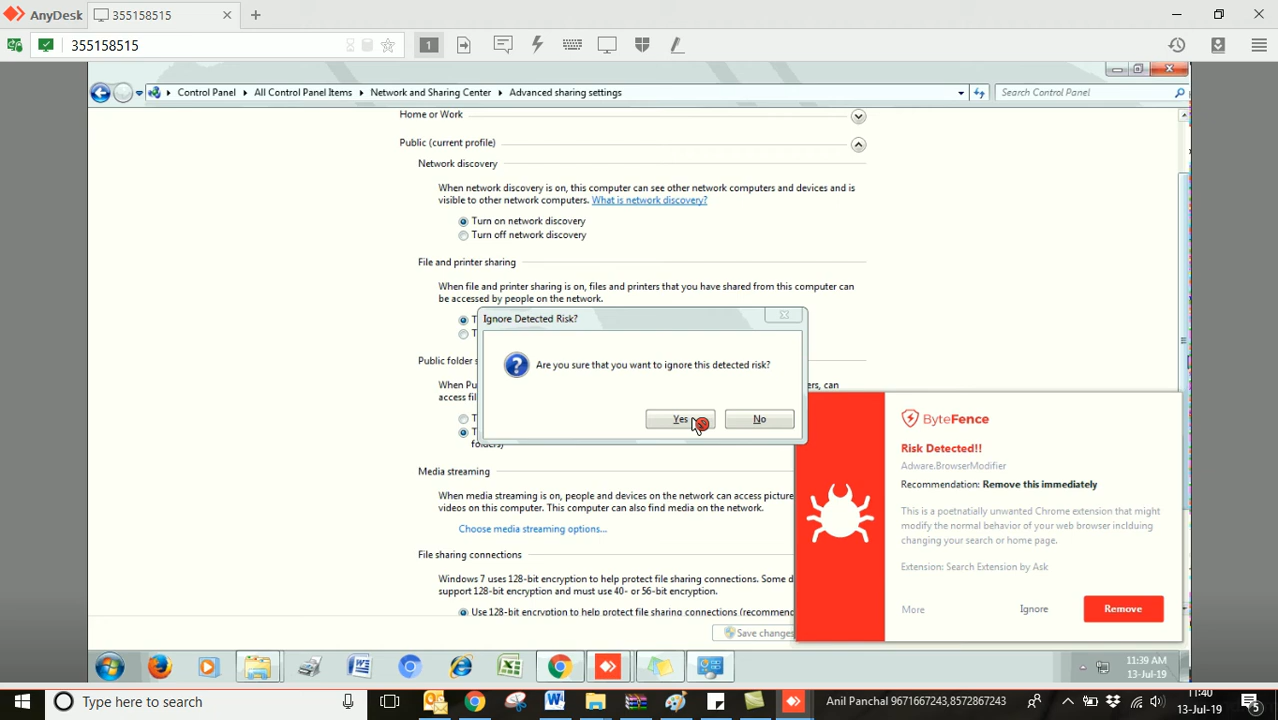 AnyDesk
355158515
355158515
1
Control Panel
All Control Panel Items
Network and Sharing Center
Advanced sharing settings
Search Control Panel
Home or Work
Public (current profile)
Network discovery
When network discovery is on, this computer can see other network computers and devices and is
visible to other network computers. What is network discovery?
Turn on network discovery
Turn off network discovery
File and printer sharing
When file and printer sharing is on, files and printers that you have shared from this computer can
be accessed by people on the network.
Ignore Detected Risk?
Are you sure that you want to ignore this detected risk?
Yes
No
Public folder s
When Pu
ers, can
access fil
folders)
Media streaming
When media streaming is on, people and devices on the network can access picture
videos on this computer. This computer can also find media on the network.
Choose media streaming options...
File sharing connections
Windows 7 uses 128-bit encryption to help protect file sharing connections. Some d
support 128-bit encryption and must use 40- or 56-bit encryption.
Use 128-bit encryption to help protect file sharing connections (recommend
Save changes
ByteFence
Risk Detected!!
Adware.BrowserModifier
Recommendation: Remove this immediately
This is a poetnatially unwanted Chrome extension that might
modify the normal behavior of your web browser inclduing
changing your search or home page.
Extension: Search Extension by Ask
More
Ignore
Remove
11:39 AM
13-Jul-19
Type here to search
Anil Panchal 9671667243,8572867243
11:40
13-Jul-19
5